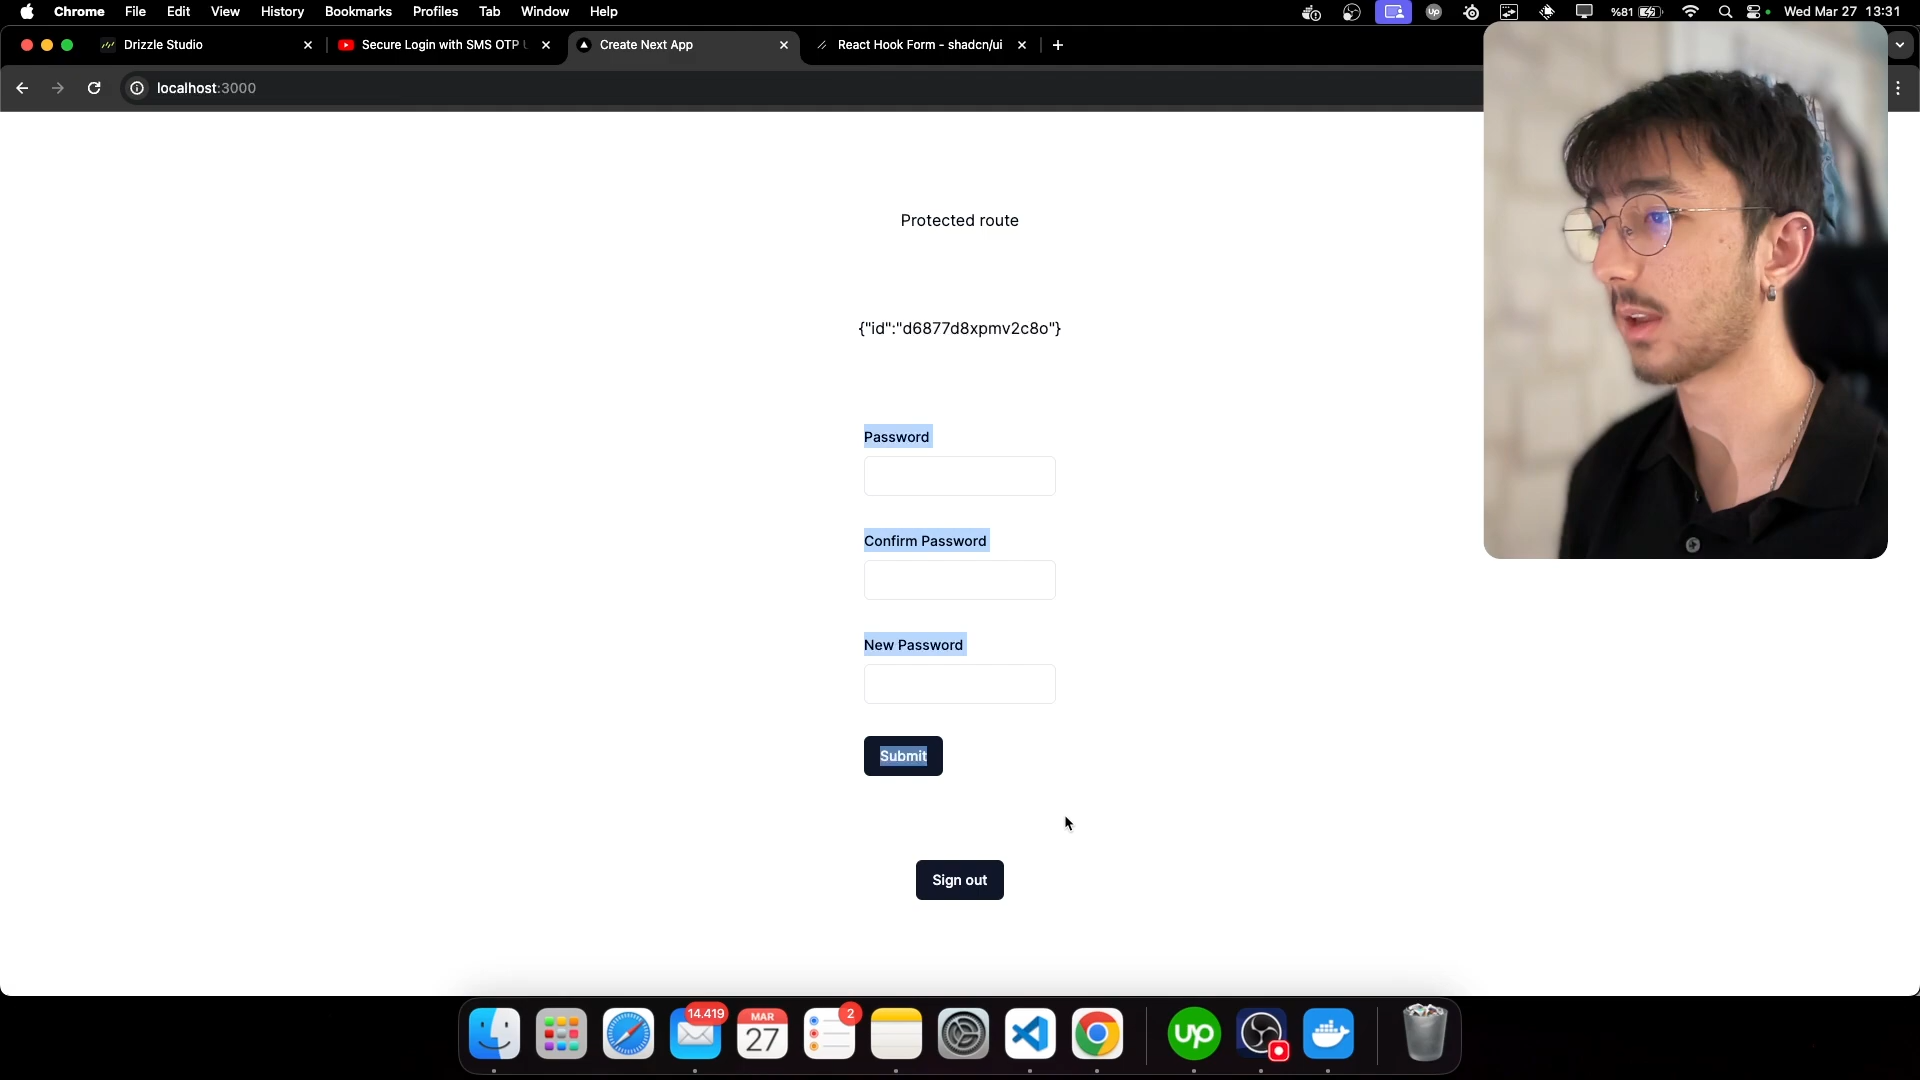 Chrome File Edit View History Bookmarks Profiles Tab Window Help
%81
Wed Mar 27 13:31
Drizzle Studio
Secure Login with SMS OTP
Create Next App
React Hook Form - shadcn/ui
localhost:3000
Protected route
{"id":"d6877d8xpmv2c8o"}
Password
Confirm Password
New Password
Submit
Sign out
14.419
MAR
27
2
up